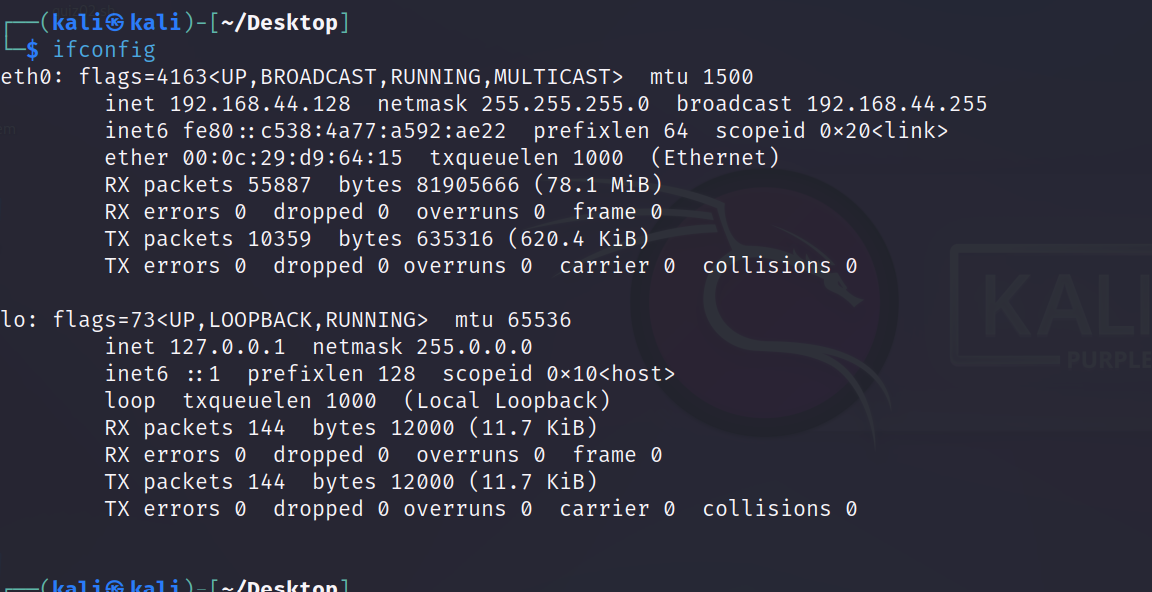 ┌──(kali㉿kali)-[~/Desktop]
└─$ ifconfig
eth0: flags=4163<UP,BROADCAST,RUNNING,MULTICAST>  mtu 1500
        inet 192.168.44.128  netmask 255.255.255.0  broadcast 192.168.44.255
        inet6 fe80::c538:4a77:a592:ae22  prefixlen 64  scopeid 0x20<link>
        ether 00:0c:29:d9:64:15  txqueuelen 1000  (Ethernet)
        RX packets 55887  bytes 81905666 (78.1 MiB)
        RX errors 0  dropped 0  overruns 0  frame 0
        TX packets 10359  bytes 635316 (620.4 KiB)
        TX errors 0  dropped 0 overruns 0  carrier 0  collisions 0
lo: flags=73<UP,LOOPBACK,RUNNING>  mtu 65536
        inet 127.0.0.1  netmask 255.0.0.0
        inet6 ::1  prefixlen 128  scopeid 0x10<host>
        loop  txqueuelen 1000  (Local Loopback)
        RX packets 144  bytes 12000 (11.7 KiB)
        RX errors 0  dropped 0  overruns 0  frame 0
        TX packets 144  bytes 12000 (11.7 KiB)
        TX errors 0  dropped 0 overruns 0  carrier 0  collisions 0
┌──(kali㉿kali)-[~/Desktop]
KALI
PURPLE